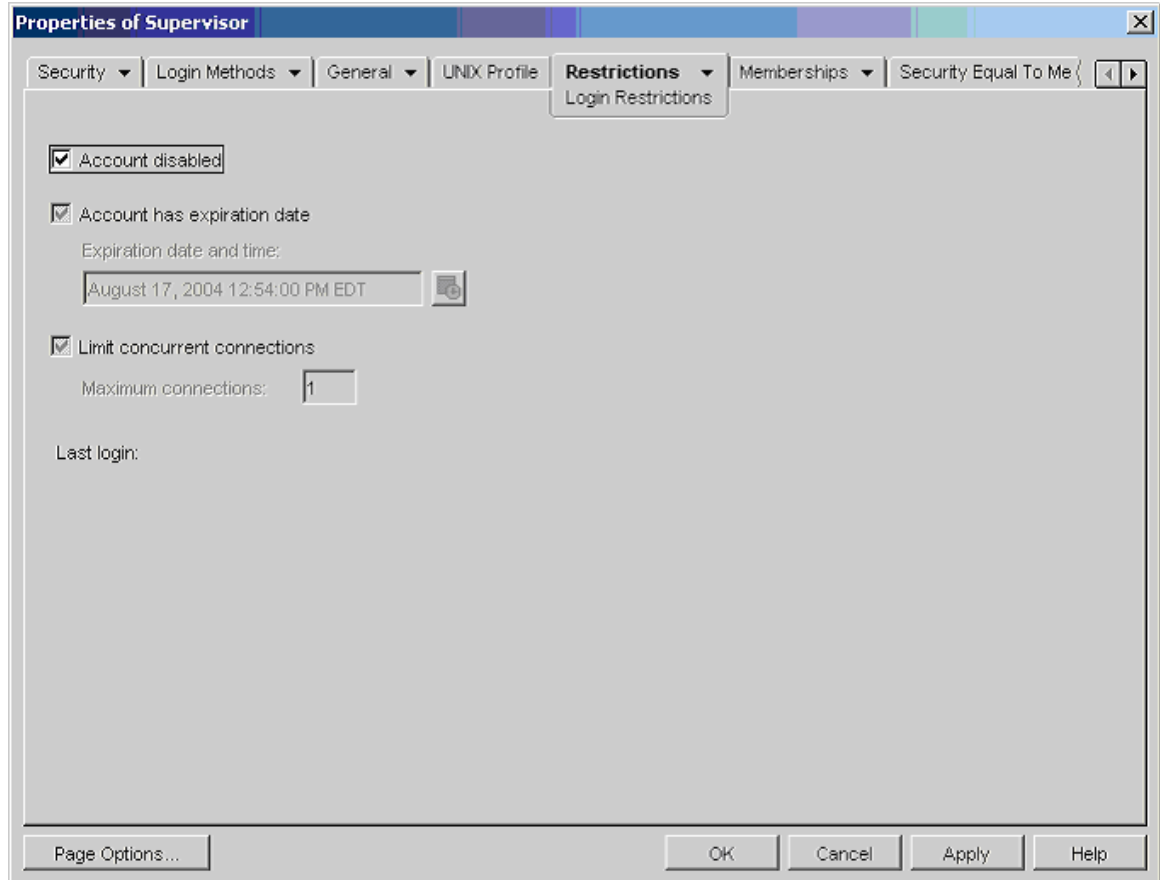 Properties of Supervisor
Security Login Methods General UNIX Profile Restrictions Memberships Security Equal To Me
Login Restrictions
Account disabled
Account has expiration date
Expiration date and time:
August 17, 2004 12:54:00 PM EDT
Limit concurrent connections
Maximum connections: 1
Last login:
Page Options... OK Cancel Apply Help